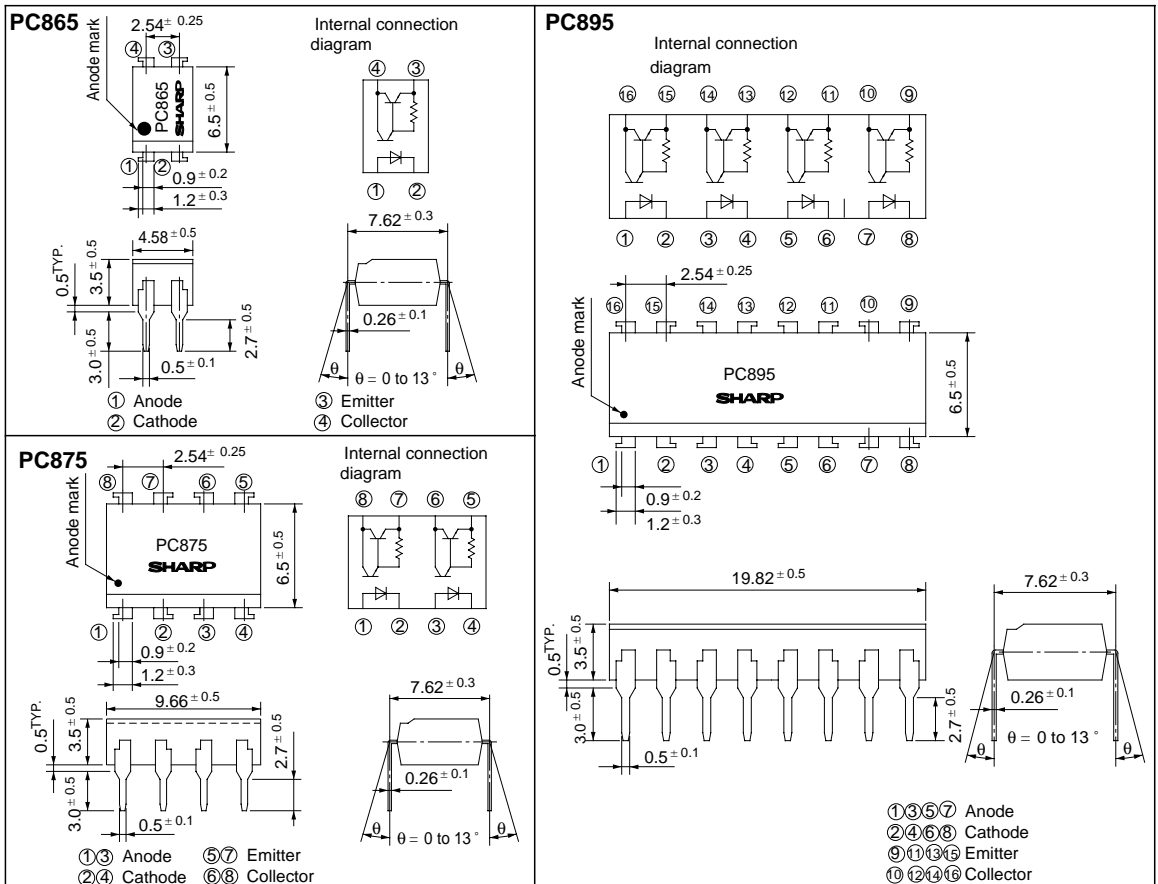 PC865
2.54 ± 0.25
Anode mark
④ ③
PC865
SHARP
6.5 ± 0.5
① ②
0.9 ± 0.2
1.2 ± 0.3
Internal connection
diagram
④ ③
① ②
4.58 ± 0.5
0.5 TYP.
3.5 ± 0.5
3.0 ± 0.5
2.7 ± 0.5
0.5 ± 0.1
7.62 ± 0.3
0.26 ± 0.1
θ θ = 0 to 13 ° θ
① Anode
② Cathode
③ Emitter
④ Collector
PC875
2.54 ± 0.25
Anode mark
⑧ ⑦ ⑥ ⑤
PC875
SHARP
6.5 ± 0.5
① ② ③ ④
0.9 ± 0.2
1.2 ± 0.3
Internal connection
diagram
⑧ ⑦ ⑥ ⑤
① ② ③ ④
9.66 ± 0.5
0.5 TYP.
3.5 ± 0.5
3.0 ± 0.5
2.7 ± 0.5
0.5 ± 0.1
7.62 ± 0.3
0.26 ± 0.1
θ θ = 0 to 13 ° θ
①③ Anode
②④ Cathode
⑤⑦ Emitter
⑥⑧ Collector
PC895
Internal connection
diagram
⑯ ⑮ ⑭ ⑬ ⑫ ⑪ ⑩ ⑨
① ② ③ ④ ⑤ ⑥ ⑦ ⑧
2.54 ± 0.25
Anode mark
⑯ ⑮ ⑭ ⑬ ⑫ ⑪ ⑩ ⑨
PC895
SHARP
6.5 ± 0.5
① ② ③ ④ ⑤ ⑥ ⑦ ⑧
0.9 ± 0.2
1.2 ± 0.3
19.82 ± 0.5
0.5 TYP.
3.5 ± 0.5
3.0 ± 0.5
2.7 ± 0.5
0.5 ± 0.1
7.62 ± 0.3
0.26 ± 0.1
θ θ = 0 to 13 ° θ
①③⑤⑦ Anode
②④⑥⑧ Cathode
⑨⑪⑬⑮ Emitter
⑩⑫⑭⑯ Collector